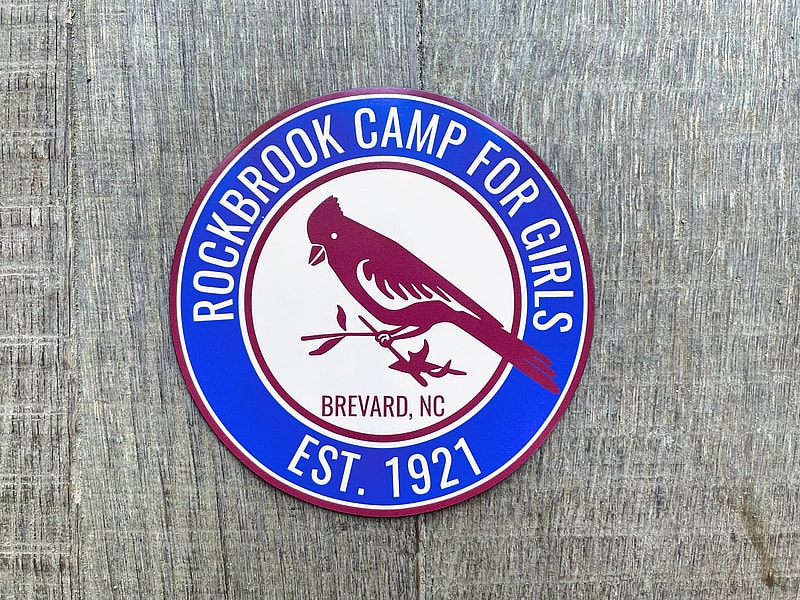 ROCKBROOK CAMP FOR GIRLS
BREVARD, NC
EST. 1921